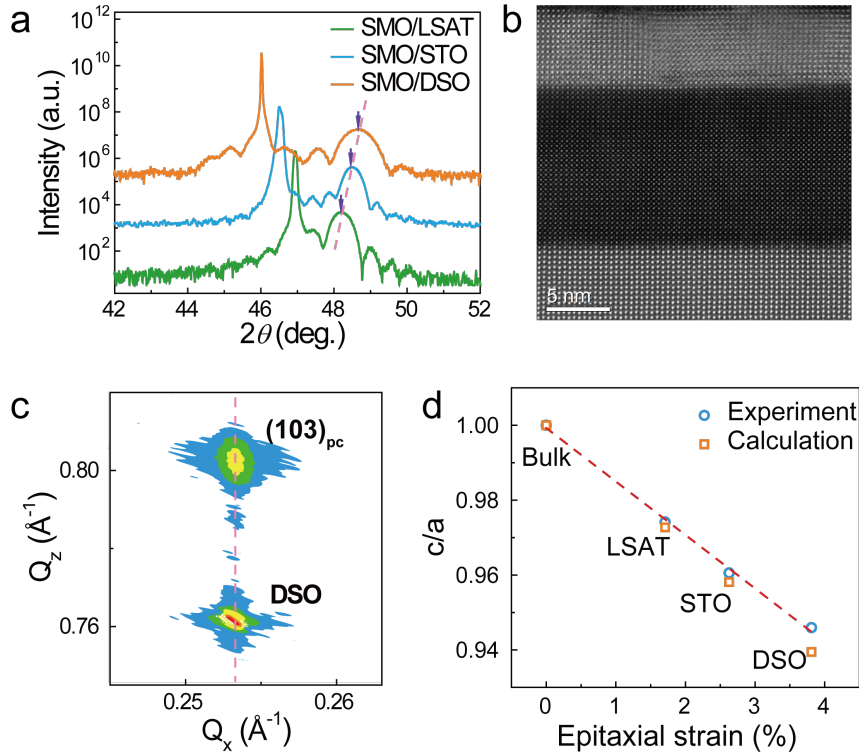 a
SMO/LSAT
SMO/STO
SMO/DSO
Intensity (a.u.)
10¹²
10¹⁰
10⁸
10⁶
10⁴
10²
42 44 46 48 50 52
2θ (deg.)
b
5 nm
c
(103)pc
DSO
Qz (Å⁻¹)
0.80
0.76
0.25 0.26
Qx (Å⁻¹)
d
Experiment
Calculation
Bulk
LSAT
STO
DSO
c/a
1.00
0.98
0.96
0.94
0 1 2 3 4
Epitaxial strain (%)